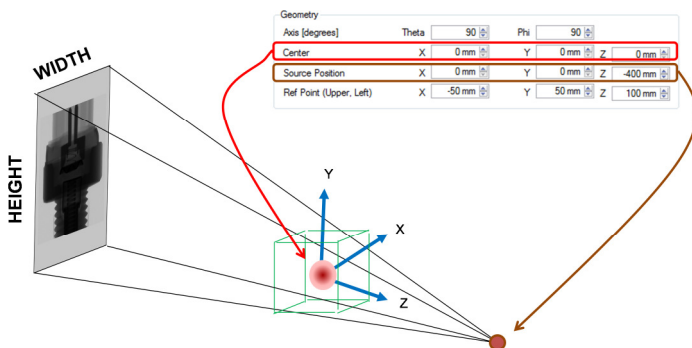 Geometry
Axis [degrees] Theta 90 Phi 90
Center X 0 mm Y 0 mm Z 0 mm
Source Position X 0 mm Y 0 mm Z -400 mm
Ref Point (Upper, Left) X -50 mm Y 50 mm Z 100 mm
WIDTH
HEIGHT
Y
X
Z